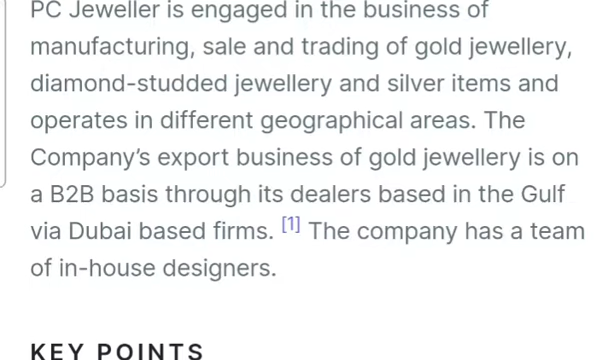 PC Jeweller is engaged in the business of
manufacturing, sale and trading of gold jewellery,
diamond-studded jewellery and silver items and
operates in different geographical areas. The
Company’s export business of gold jewellery is on
a B2B basis through its dealers based in the Gulf
via Dubai based firms. [1] The company has a team
of in-house designers.
KEY POINTS